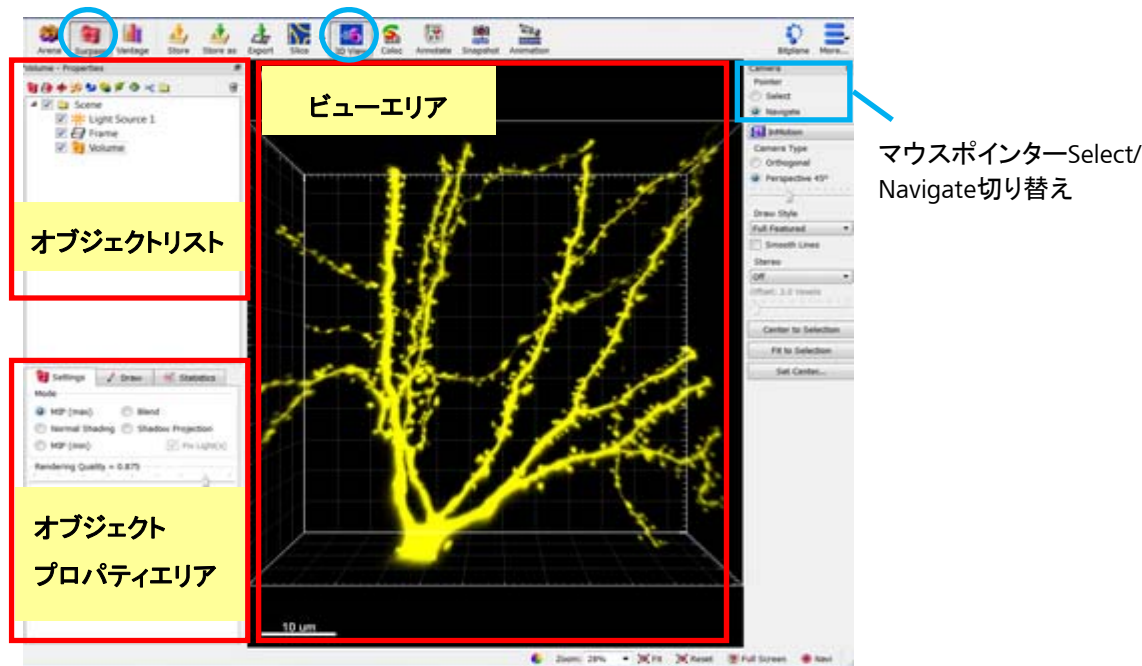 Arena Surpass Vantage Store Store as Export Slice 3D View Coloc Annotate Snapshot Animation Bitplane More...
Volume - Properties
Scene
Light Source 1
Frame
Volume
オブジェクトリスト
Settings Draw Statistics
Mode
MIP (max) Blend
Normal Shading Shadow Projection
MIP (min) Fix Light(s)
Rendering Quality = 0.875
オブジェクト
プロパティエリア
ビューエリア
10 um
Camera
Pointer
Select
Navigate
InMotion
Camera Type
Orthogonal
Perspective 45°
Draw Style
Full Featured
Smooth Lines
Stereo
Off
Offset: 2.0 voxels
Center to Selection
Fit to Selection
Set Center...
マウスポインターSelect/
Navigate切り替え
Zoom: 28% Fit Reset Full Screen Navi